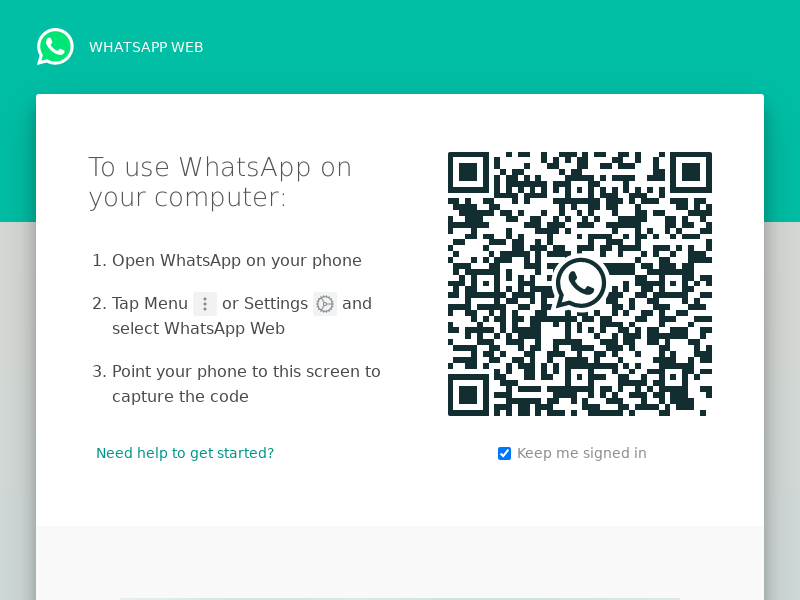 WHATSAPP WEB
To use WhatsApp on
your computer:
1. Open WhatsApp on your phone
2. Tap Menu or Settings and
select WhatsApp Web
3. Point your phone to this screen to
capture the code
Need help to get started?
Keep me signed in